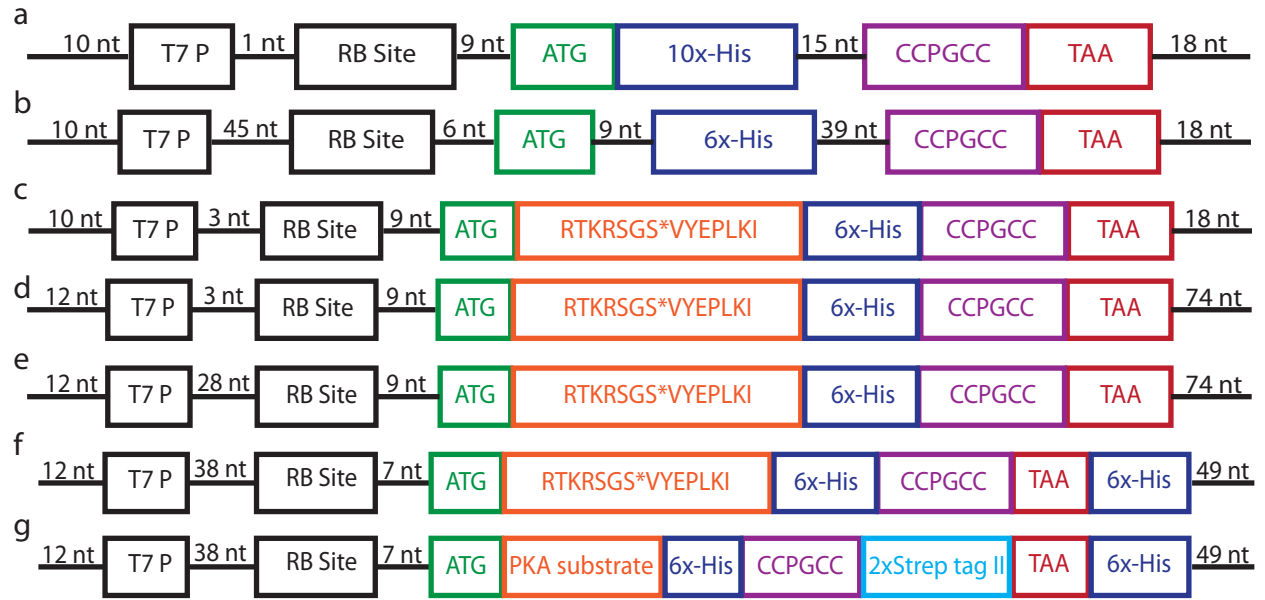 a
10 nt T7 P 1 nt RB Site 9 nt ATG 10x-His 15 nt CCPGCC TAA 18 nt
b
10 nt T7 P 45 nt RB Site 6 nt ATG 9 nt 6x-His 39 nt CCPGCC TAA 18 nt
c
10 nt T7 P 3 nt RB Site 9 nt ATG RTKRSGS*VYEPLKI 6x-His CCPGCC TAA 18 nt
d
12 nt T7 P 3 nt RB Site 9 nt ATG RTKRSGS*VYEPLKI 6x-His CCPGCC TAA 74 nt
e
12 nt T7 P 28 nt RB Site 9 nt ATG RTKRSGS*VYEPLKI 6x-His CCPGCC TAA 74 nt
f
12 nt T7 P 38 nt RB Site 7 nt ATG RTKRSGS*VYEPLKI 6x-His CCPGCC TAA 6x-His 49 nt
g
12 nt T7 P 38 nt RB Site 7 nt ATG PKA substrate 6x-His CCPGCC 2xStrep tag II TAA 6x-His 49 nt